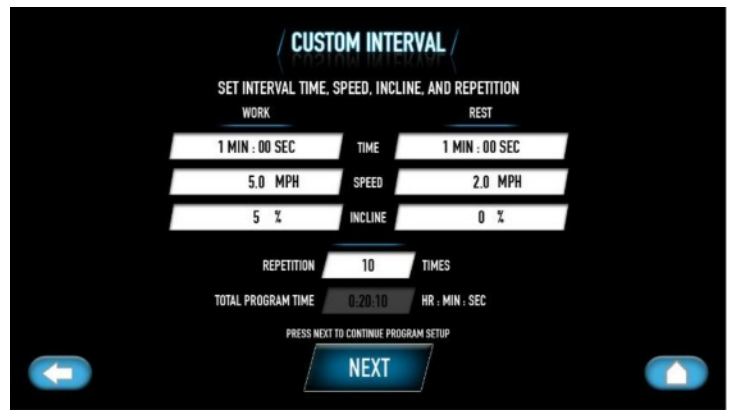 / CUSTOM INTERVAL /
SET INTERVAL TIME, SPEED, INCLINE, AND REPETITION
WORK REST
1 MIN : 00 SEC TIME 1 MIN : 00 SEC
5.0 MPH SPEED 2.0 MPH
5 % INCLINE 0 %
REPETITION 10 TIMES
TOTAL PROGRAM TIME 0:20:10 HR : MIN : SEC
PRESS NEXT TO CONTINUE PROGRAM SETUP
NEXT